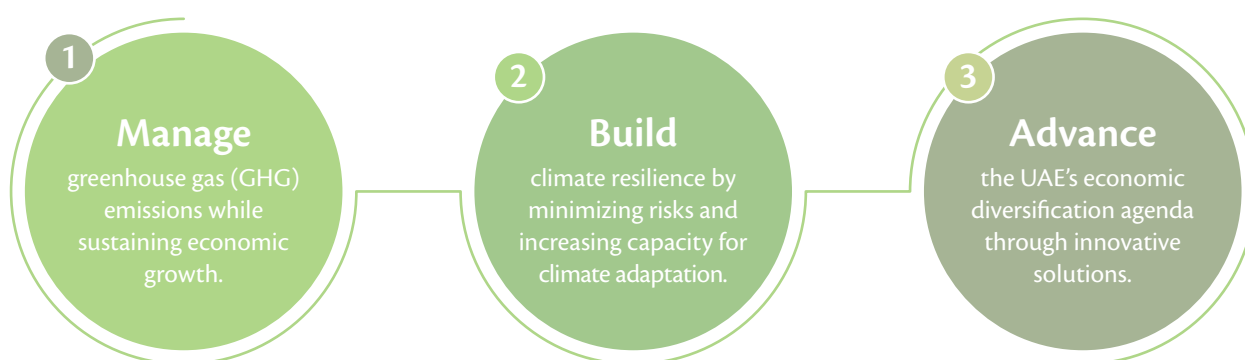 1
Manage
greenhouse gas (GHG)
emissions while
sustaining economic
growth.
2
Build
climate resilience by
minimizing risks and
increasing capacity for
climate adaptation.
3
Advance
the UAE's economic
diversification agenda
through innovative
solutions.